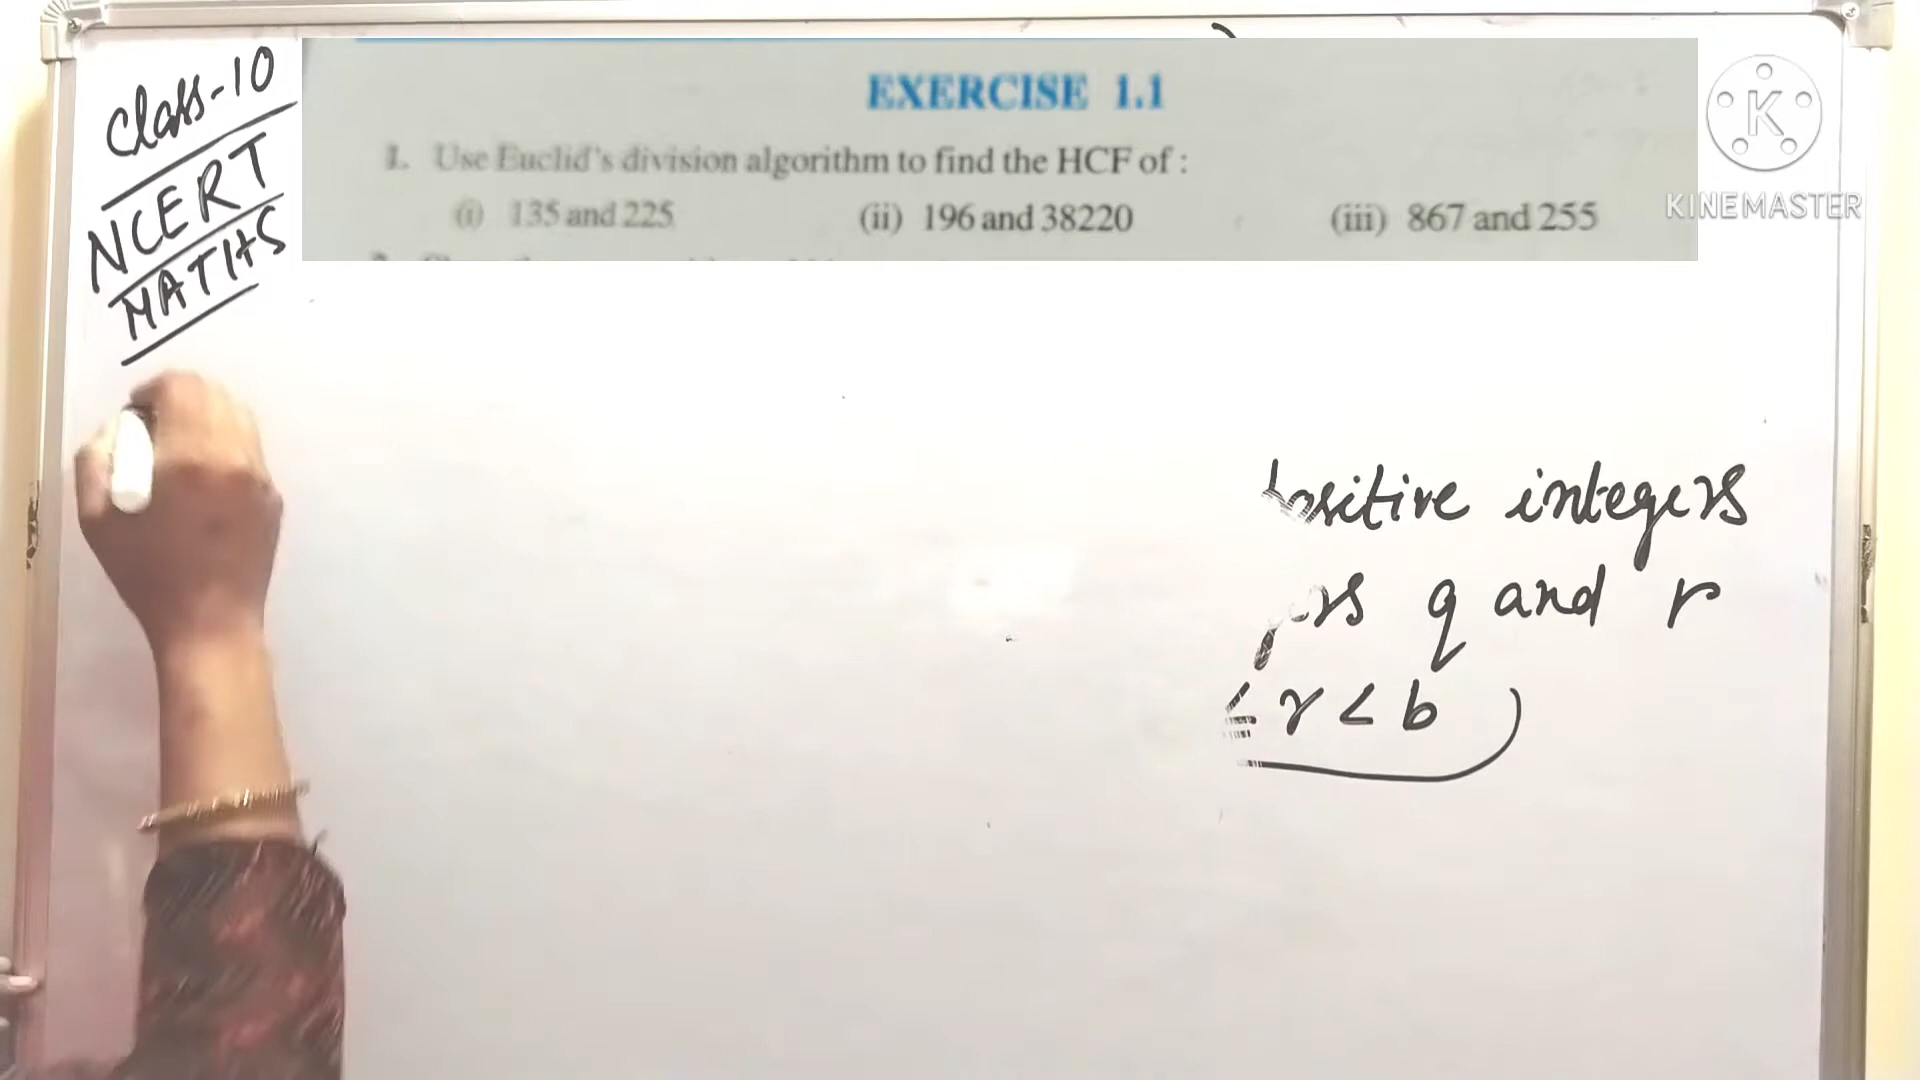 Class-10
NCERT
MATHS
EXERCISE 1.1
1. Use Euclid's division algorithm to find the HCF of :
(i) 135 and 225 (ii) 196 and 38220 (iii) 867 and 255
KINEMASTER
positive integers
q and r
≤ r < b